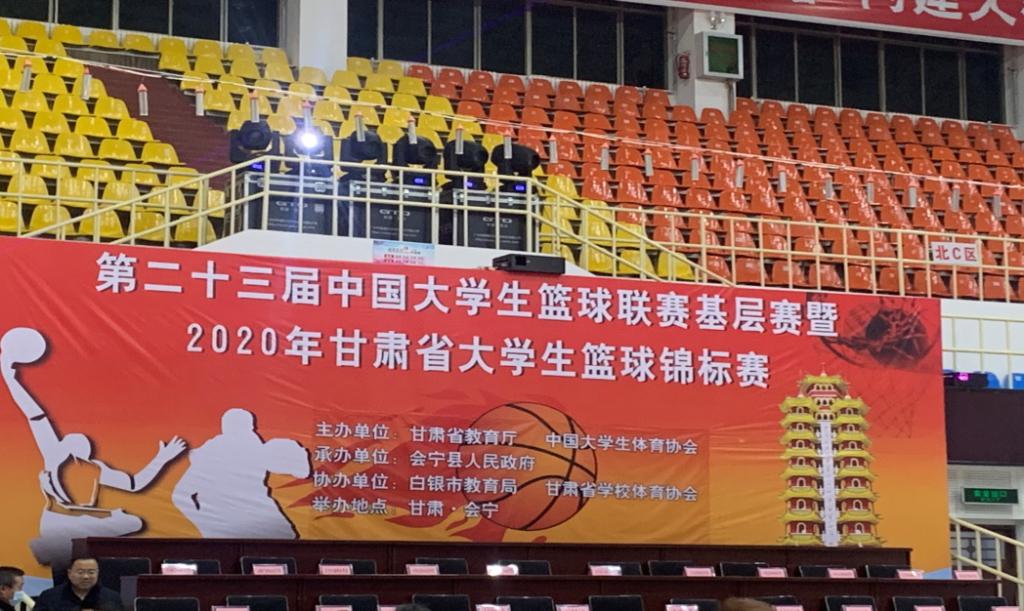 北C区
第二十三届中国大学生篮球联赛基层赛暨
2020年甘肃省大学生篮球锦标赛
主办单位：甘肃省教育厅 中国大学生体育协会
承办单位：会宁县人民政府
协办单位：白银市教育局 甘肃省学校体育协会
举办地点 甘肃·会宁
安全出口